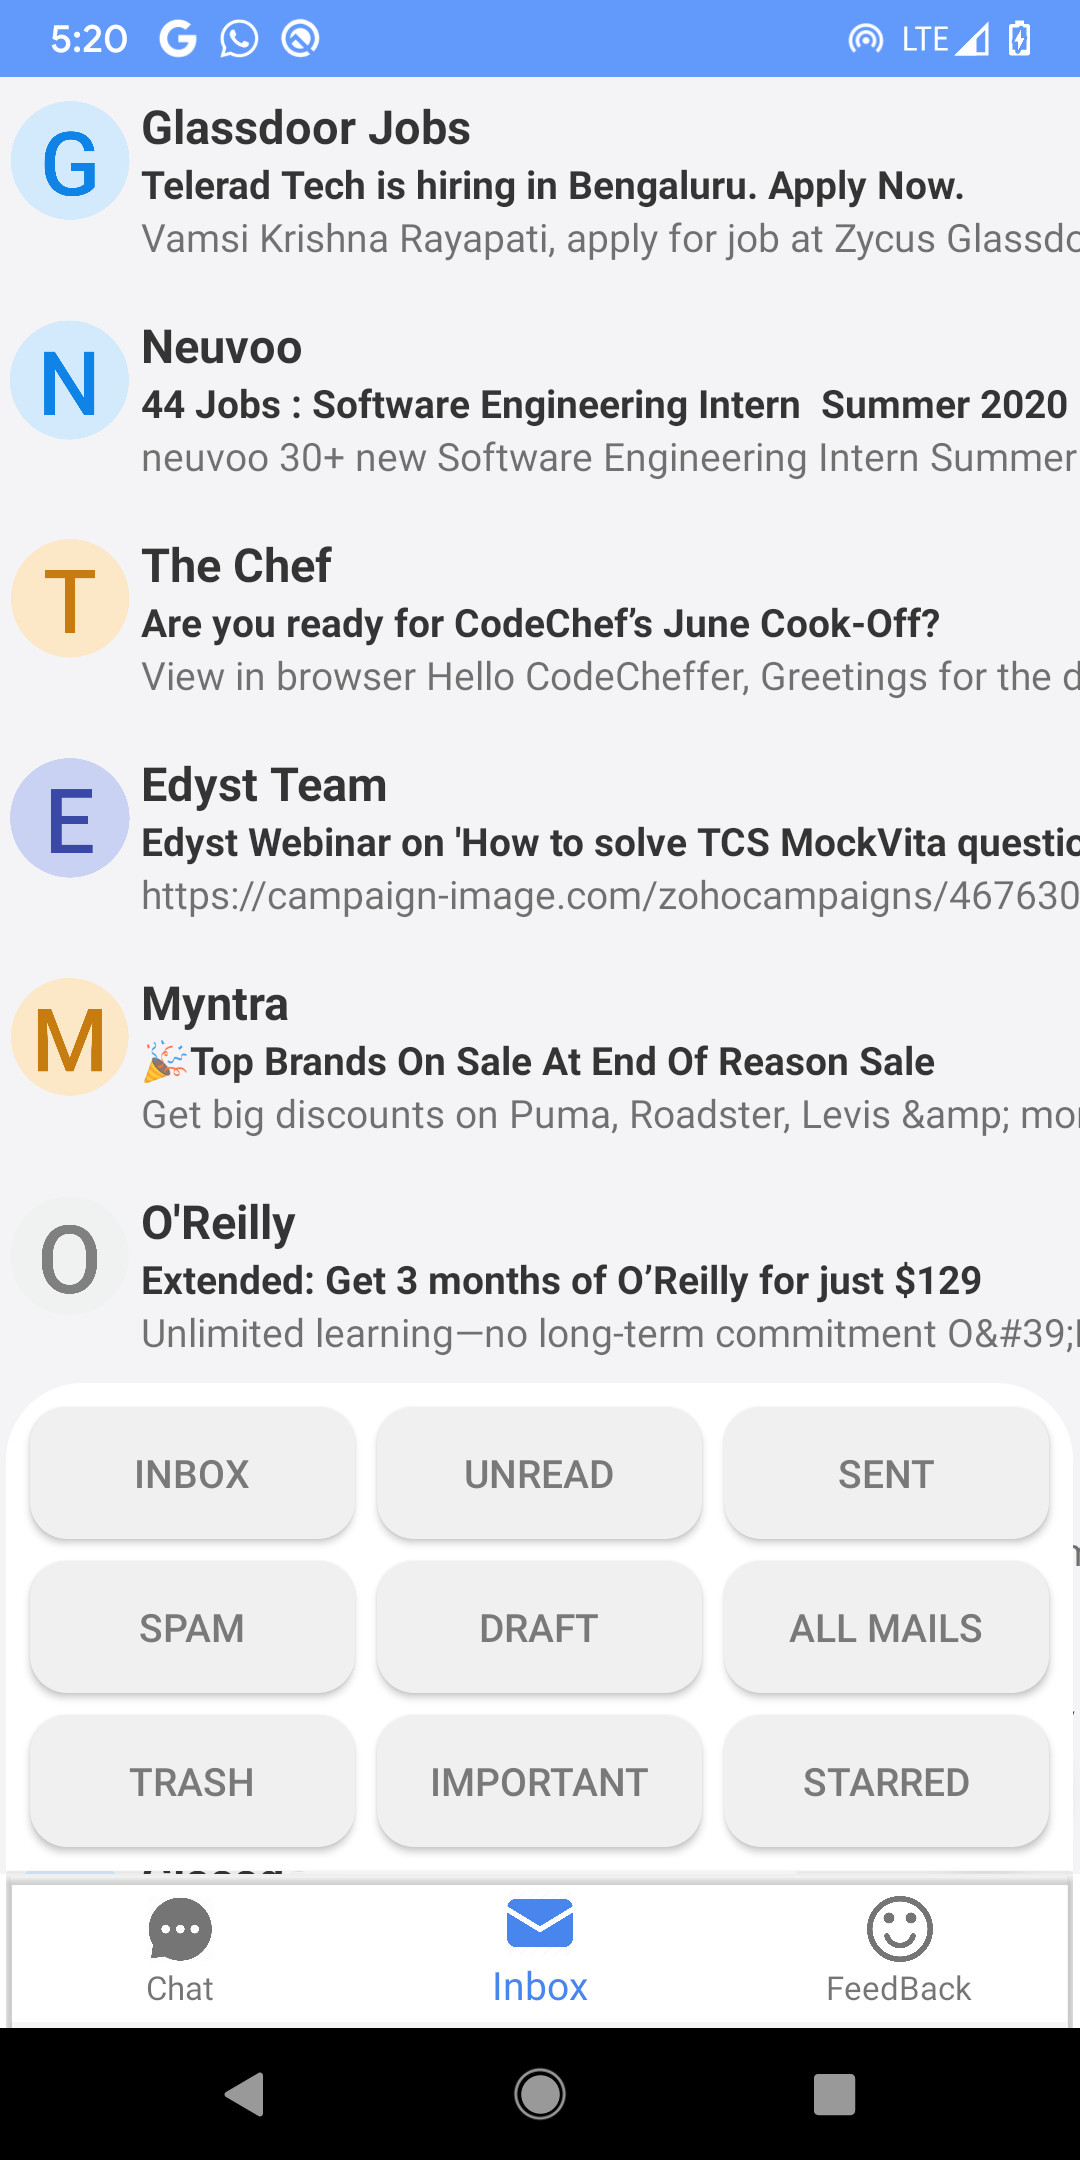 5:20 LTE
G
Glassdoor Jobs
Telerad Tech is hiring in Bengaluru. Apply Now.
Vamsi Krishna Rayapati, apply for job at Zycus Glassdo
N
Neuvoo
44 Jobs : Software Engineering Intern Summer 2020
neuvoo 30+ new Software Engineering Intern Summer
T
The Chef
Are you ready for CodeChef’s June Cook-Off?
View in browser Hello CodeCheffer, Greetings for the d
E
Edyst Team
Edyst Webinar on 'How to solve TCS MockVita questio
https://campaign-image.com/zohocampaigns/467630
M
Myntra
🎉Top Brands On Sale At End Of Reason Sale
Get big discounts on Puma, Roadster, Levis &amp; mo
O
O'Reilly
Extended: Get 3 months of O’Reilly for just $129
Unlimited learning—no long-term commitment O&#39;
INBOX UNREAD SENT
SPAM DRAFT ALL MAILS
TRASH IMPORTANT STARRED
Chat Inbox FeedBack